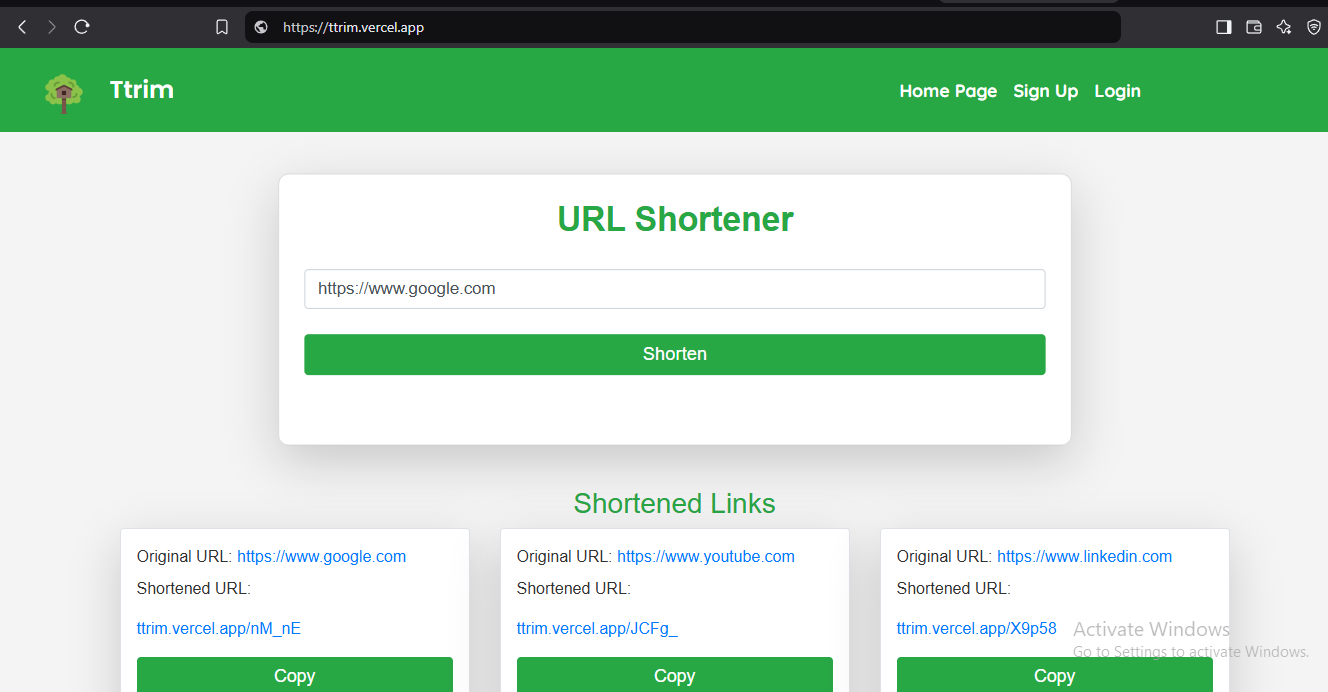 https://ttrim.vercel.app
Ttrim
Home Page Sign Up Login
URL Shortener
https://www.google.com
Shorten
Shortened Links
Original URL: https://www.google.com
Shortened URL:
ttrim.vercel.app/nM_nE
Copy
Original URL: https://www.youtube.com
Shortened URL:
ttrim.vercel.app/JCFg_
Copy
Original URL: https://www.linkedin.com
Shortened URL:
ttrim.vercel.app/X9p58
Copy
Activate Windows
Go to Settings to activate Windows.